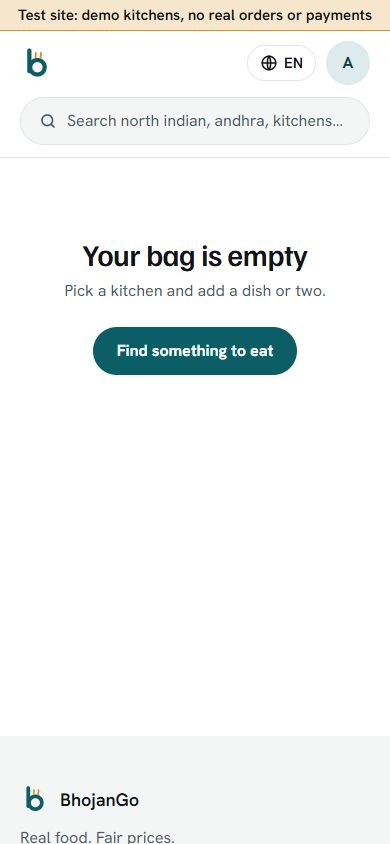 Test site: demo kitchens, no real orders or payments
EN
A
Search north indian, andhra, kitchens...
Your bag is empty
Pick a kitchen and add a dish or two.
Find something to eat
BhojanGo
Real food. Fair prices.